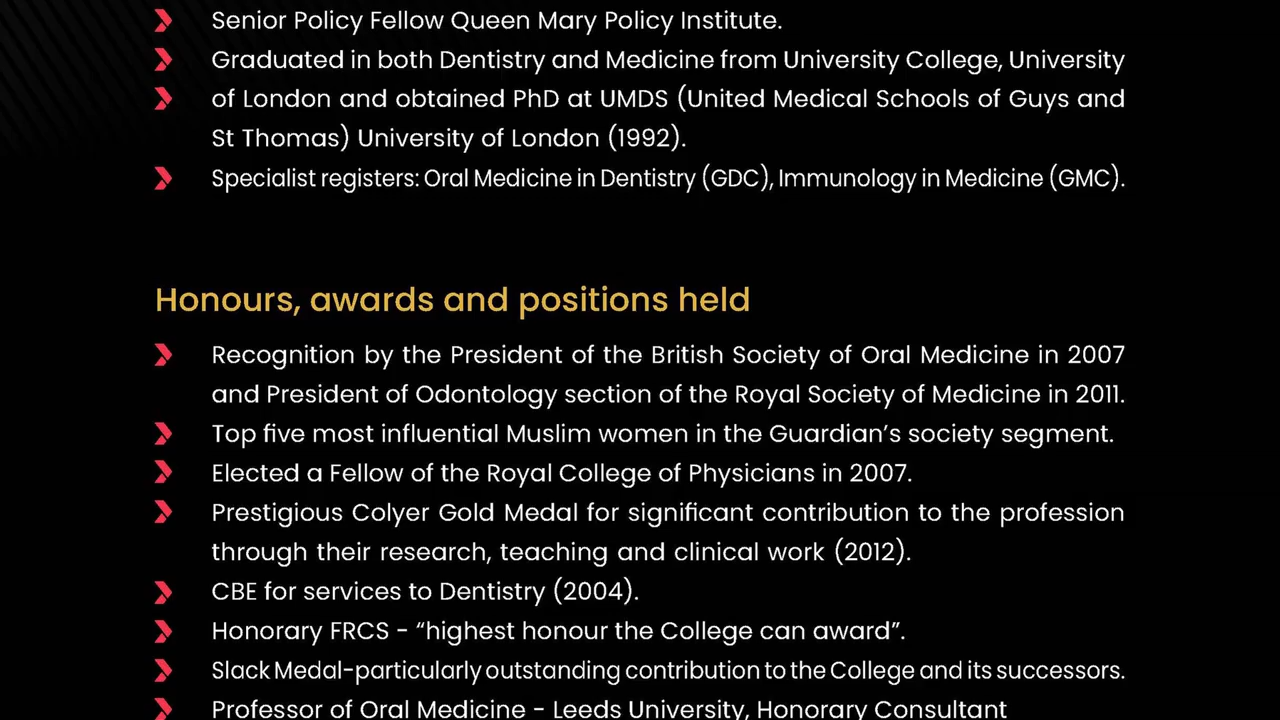 Senior Policy Fellow Queen Mary Policy Institute.
Graduated in both Dentistry and Medicine from University College, University
of London and obtained PhD at UMDS (United Medical Schools of Guys and
St Thomas) University of London (1992).
Specialist registers: Oral Medicine in Dentistry (GDC), Immunology in Medicine (GMC).
Honours, awards and positions held
Recognition by the President of the British Society of Oral Medicine in 2007
and President of Odontology section of the Royal Society of Medicine in 2011.
Top five most influential Muslim women in the Guardian’s society segment.
Elected a Fellow of the Royal College of Physicians in 2007.
Prestigious Colyer Gold Medal for significant contribution to the profession
through their research, teaching and clinical work (2012).
CBE for services to Dentistry (2004).
Honorary FRCS - “highest honour the College can award”.
Slack Medal-particularly outstanding contribution to the College and its successors.
Professor of Oral Medicine - Leeds University, Honorary Consultant